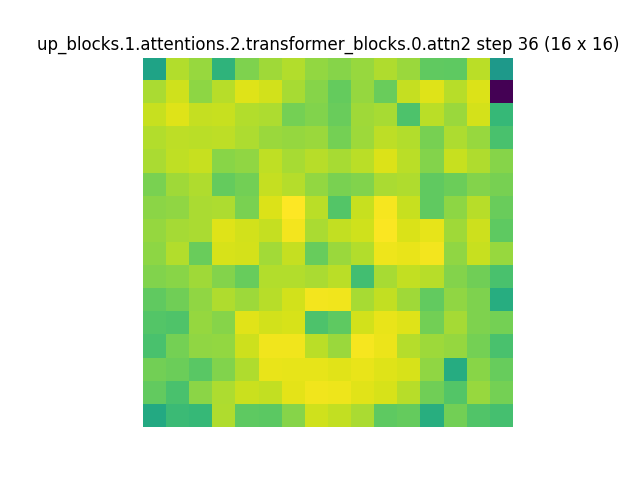 up_blocks.1.attentions.2.transformer_blocks.0.attn2 step 36 (16 x 16)